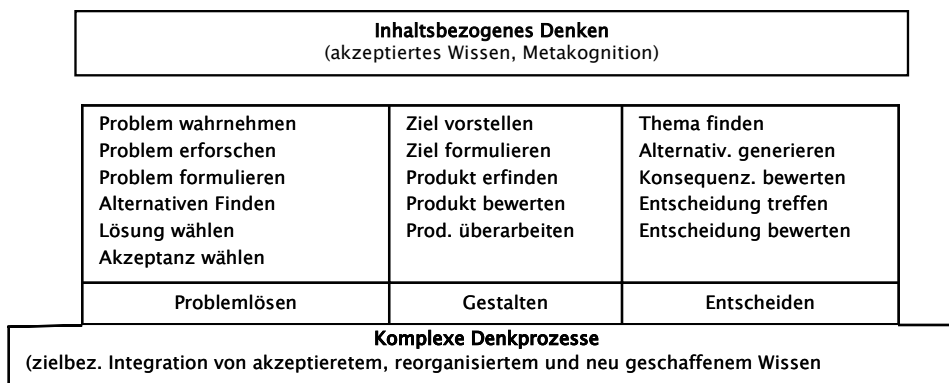 Inhaltsbezogenes Denken
(akzeptiertes Wissen, Metakognition)
Problem wahrnehmen
Problem erforschen
Problem formulieren
Alternativen Finden
Lösung wählen
Akzeptanz wählen
Problemlösen
Ziel vorstellen
Ziel formulieren
Produkt erfinden
Produkt bewerten
Prod. überarbeiten
Gestalten
Thema finden
Alternativ. generieren
Konsequenz. bewerten
Entscheidung treffen
Entscheidung bewerten
Entscheiden
Komplexe Denkprozesse
(zielbez. Integration von akzeptieretem, reorganisiertem und neu geschaffenem Wissen